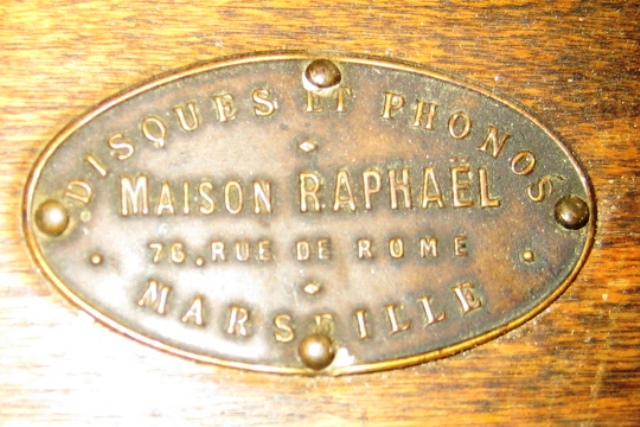 DISQUES ET PHONOS
MAISON RAPHAËL
76, RUE DE ROME
MARSEILLE